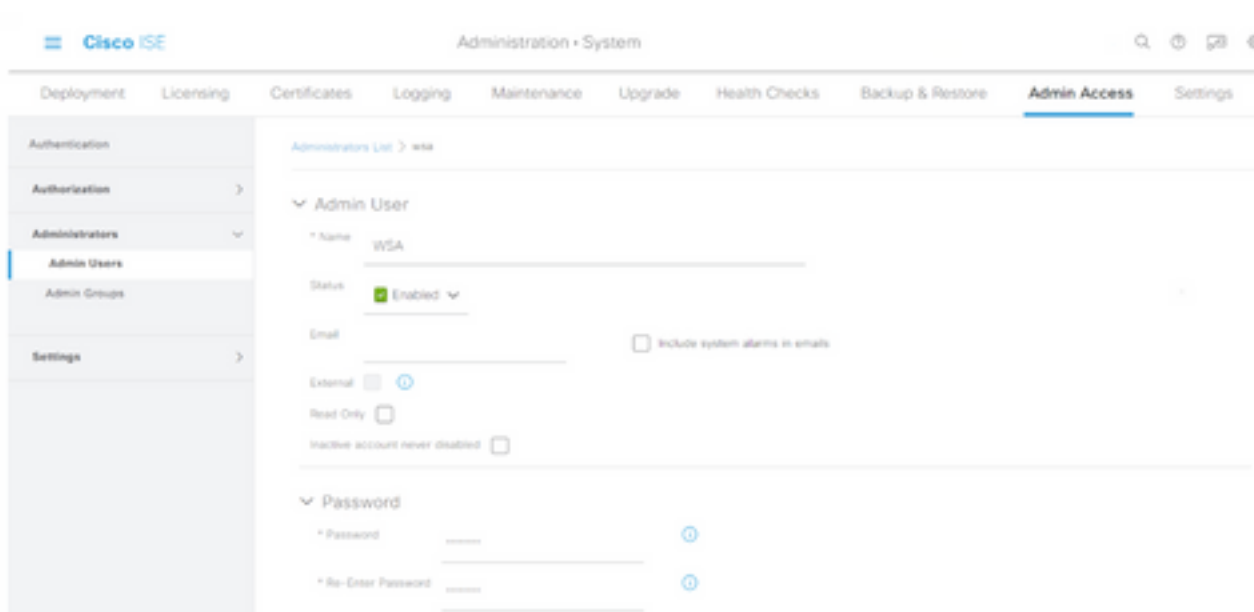 Cisco ISE
Administration • System
Deployment Licensing Certificates Logging Maintenance Upgrade Health Checks Backup & Restore Admin Access Settings
Authentication
Authorization
Administrators
Admin Users
Admin Groups
Settings
Administrators List > WSA
Admin User
* Name WSA
Status Enabled
Email
Include system alarms in emails
External
Read Only
Inactive account never disabled
Password
* Password ........
* Re-Enter Password ........